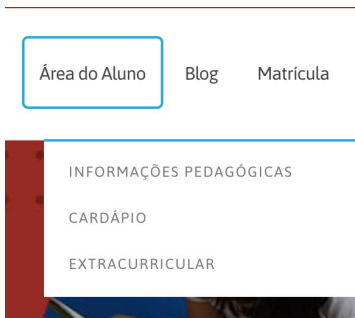 Área do Aluno Blog Matrícula
INFORMAÇÕES PEDAGÓGICAS
CARDÁPIO
EXTRACURRICULAR